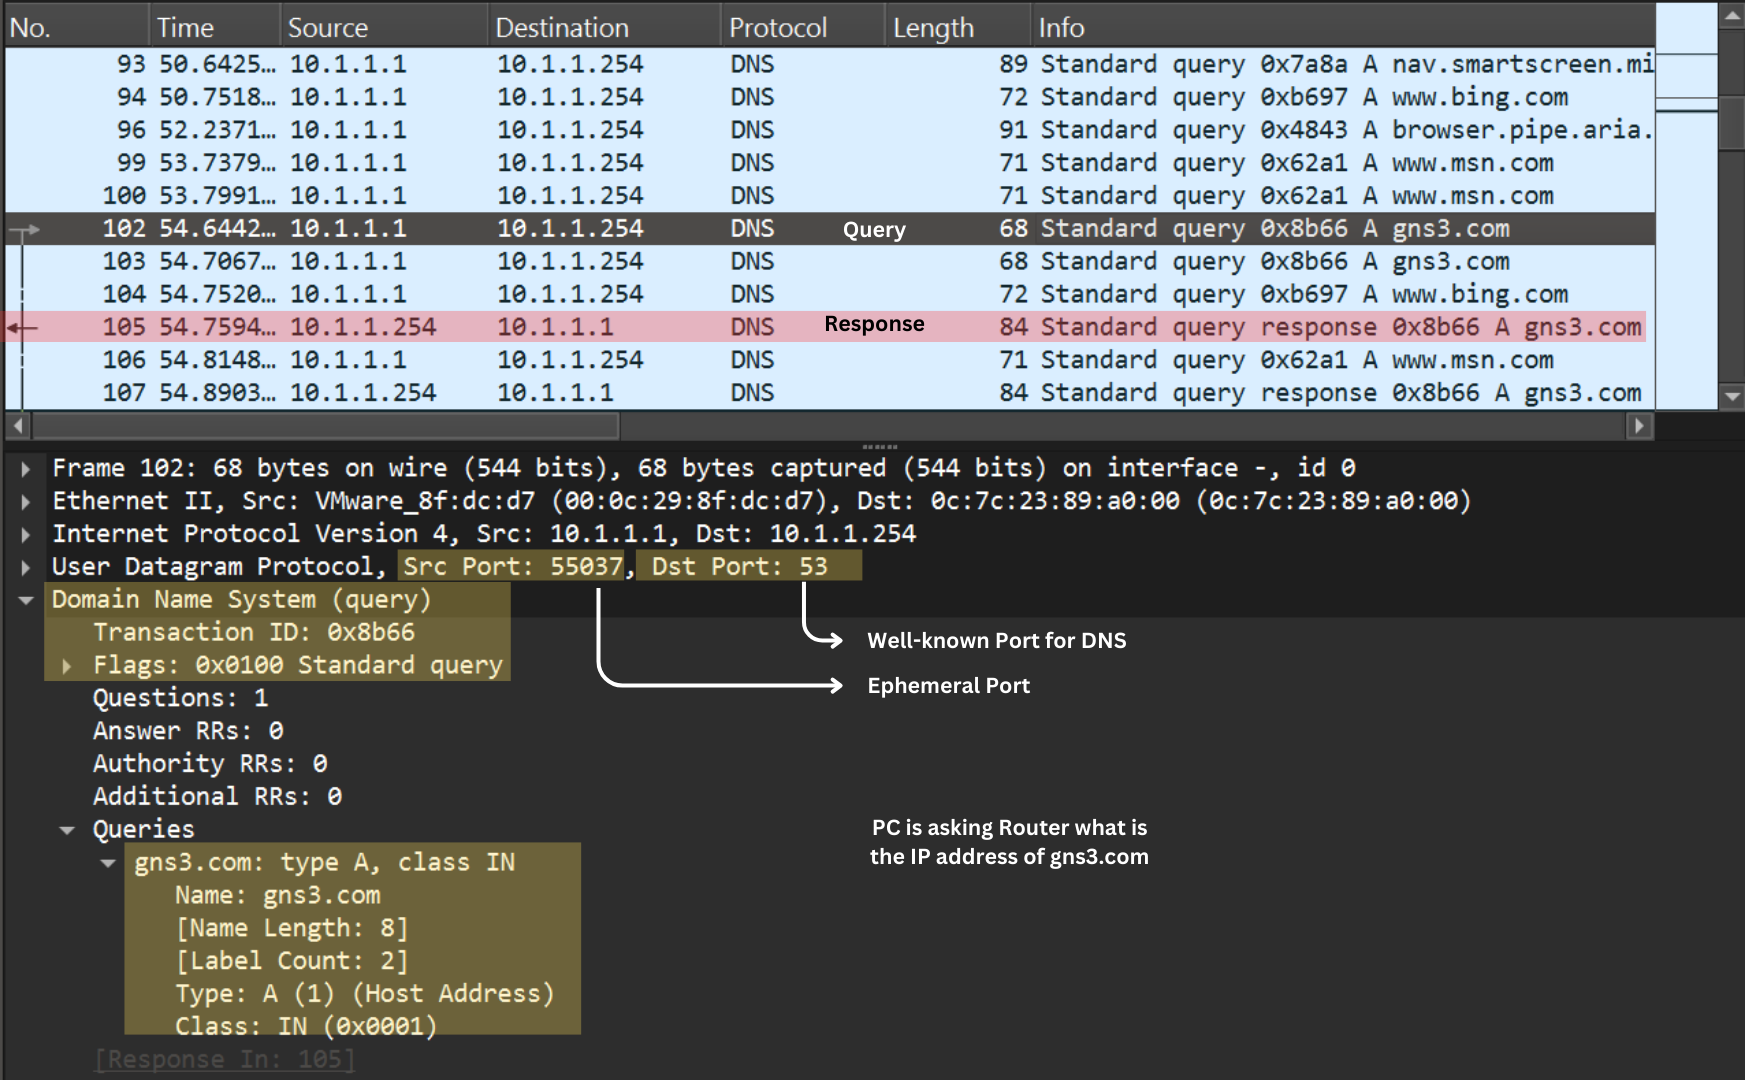 No. Time Source Destination Protocol Length Info
93 50.6425… 10.1.1.1 10.1.1.254 DNS 89 Standard query 0x7a8a A nav.smartscreen.mi
94 50.7518… 10.1.1.1 10.1.1.254 DNS 72 Standard query 0xb697 A www.bing.com
96 52.2371… 10.1.1.1 10.1.1.254 DNS 91 Standard query 0x4843 A browser.pipe.aria.
99 53.7379… 10.1.1.1 10.1.1.254 DNS 71 Standard query 0x62a1 A www.msn.com
100 53.7991… 10.1.1.1 10.1.1.254 DNS 71 Standard query 0x62a1 A www.msn.com
102 54.6442… 10.1.1.1 10.1.1.254 DNS Query 68 Standard query 0x8b66 A gns3.com
103 54.7067… 10.1.1.1 10.1.1.254 DNS 68 Standard query 0x8b66 A gns3.com
104 54.7520… 10.1.1.1 10.1.1.254 DNS 72 Standard query 0xb697 A www.bing.com
105 54.7594… 10.1.1.254 10.1.1.1 DNS Response 84 Standard query response 0x8b66 A gns3.com
106 54.8148… 10.1.1.1 10.1.1.254 DNS 71 Standard query 0x62a1 A www.msn.com
107 54.8903… 10.1.1.254 10.1.1.1 DNS 84 Standard query response 0x8b66 A gns3.com
Frame 102: 68 bytes on wire (544 bits), 68 bytes captured (544 bits) on interface -, id 0
Ethernet II, Src: VMware_8f:dc:d7 (00:0c:29:8f:dc:d7), Dst: 0c:7c:23:89:a0:00 (0c:7c:23:89:a0:00)
Internet Protocol Version 4, Src: 10.1.1.1, Dst: 10.1.1.254
User Datagram Protocol, Src Port: 55037, Dst Port: 53
Domain Name System (query)
Transaction ID: 0x8b66
Well-known Port for DNS
Flags: 0x0100 Standard query
Ephemeral Port
Questions: 1
Answer RRs: 0
Authority RRs: 0
Additional RRs: 0
Queries
PC is asking Router what is
the IP address of gns3.com
gns3.com: type A, class IN
Name: gns3.com
[Name Length: 8]
[Label Count: 2]
Type: A (1) (Host Address)
Class: IN (0x0001)
[Response In: 105]